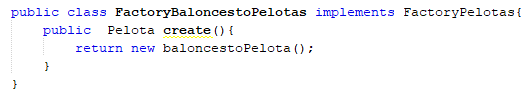 public class FactoryBaloncestoPelotas implements FactoryPelotas{
    public  Pelota create(){
        return new baloncestoPelota();
    }
}